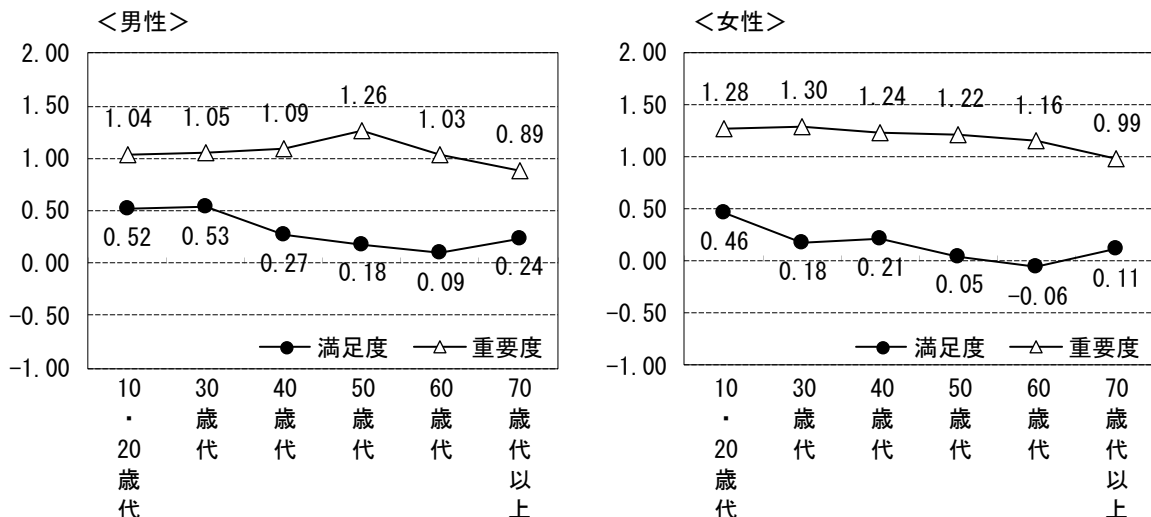 ＜男性＞
2.00
1.50
1.00
0.50
0.00
-0.50
-1.00
1.04 1.05 1.09 1.26 1.03 0.89
0.52 0.53 0.27 0.18 0.09 0.24
満足度 重要度
10・20歳代
30歳代
40歳代
50歳代
60歳代
70歳代以上
＜女性＞
2.00
1.50
1.00
0.50
0.00
-0.50
-1.00
1.28 1.30 1.24 1.22 1.16 0.99
0.46 0.18 0.21 0.05 -0.06 0.11
満足度 重要度
10・20歳代
30歳代
40歳代
50歳代
60歳代
70歳代以上